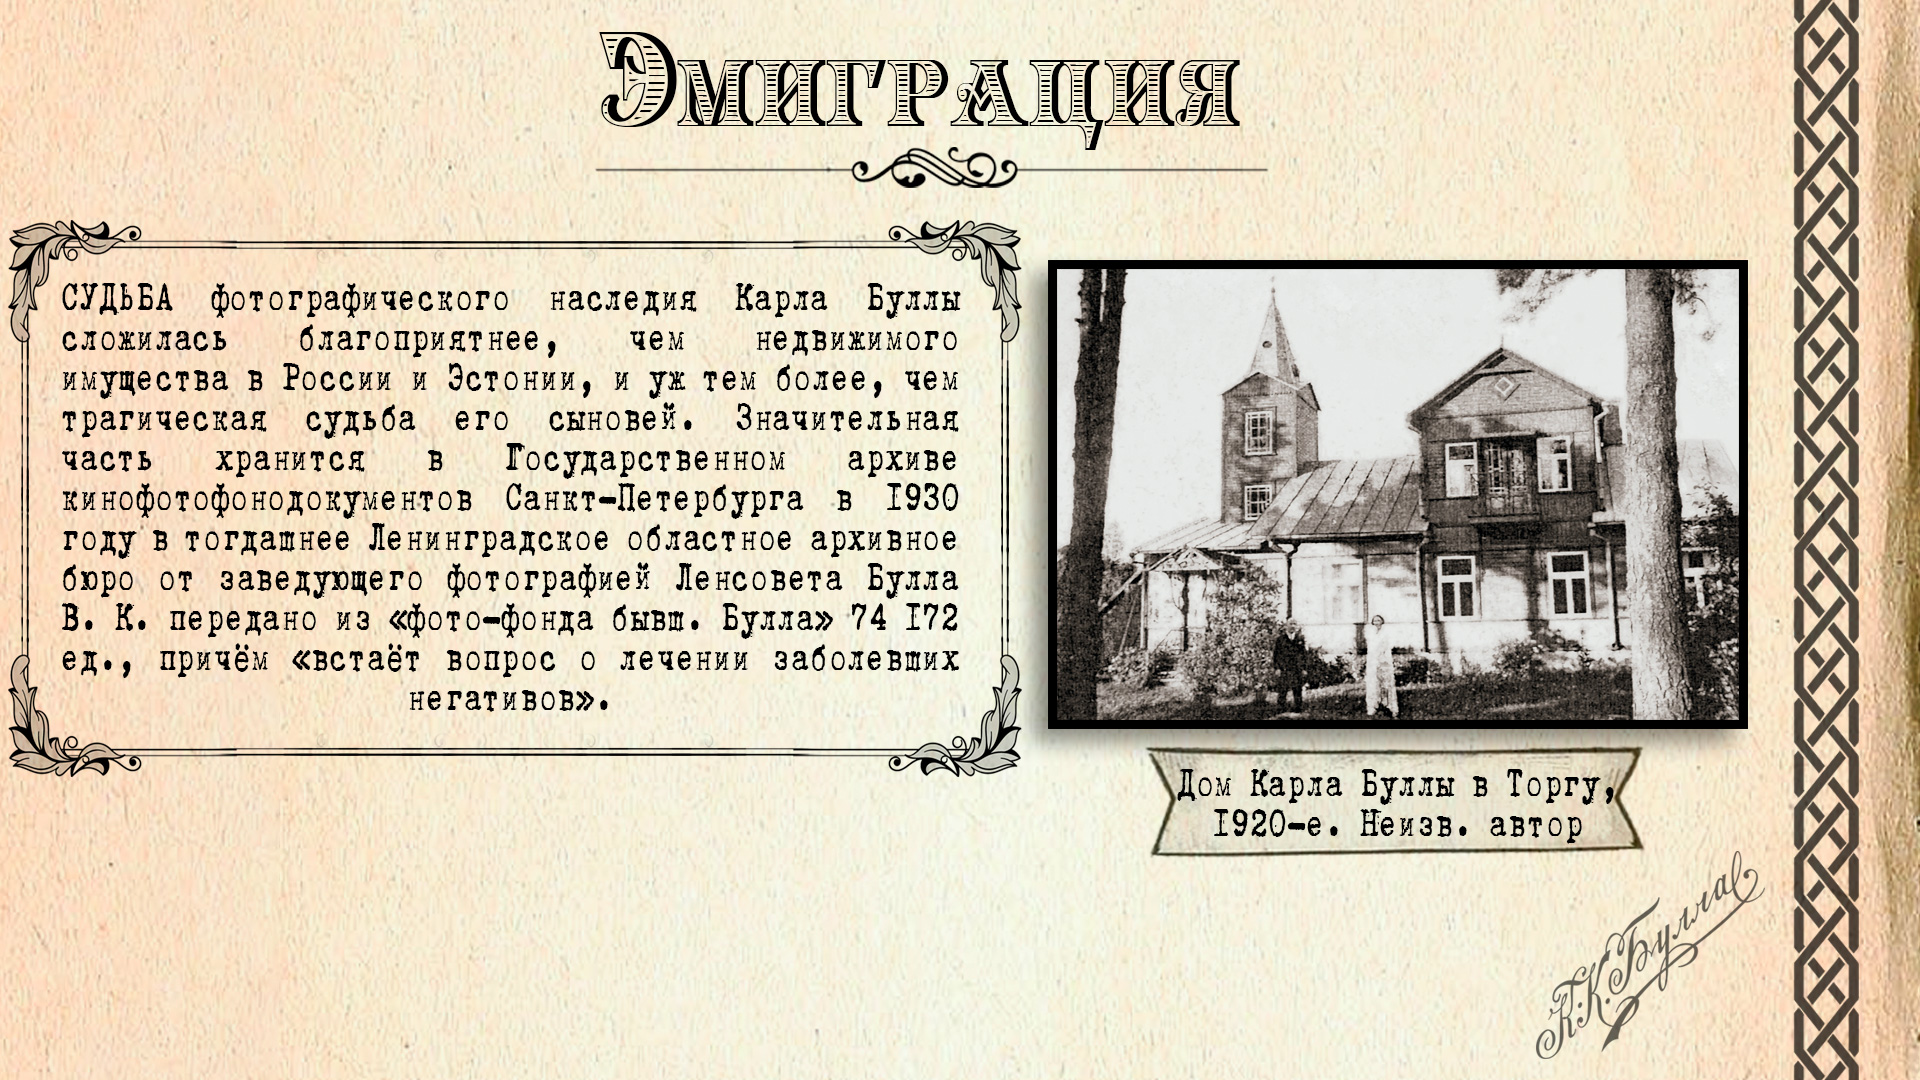 Эмиграция
СУДЬБА фотографического наследия Карла Буллы
сложилась благоприятнее, чем недвижимого
имущества в России и Эстонии, и уж тем более, чем
трагическая судьба его сыновей. Значительная
часть хранится в Государственном архиве
кинофотофонодокументов Санкт-Петербурга в 1930
году в тогдашнее Ленинградское областное архивное
бюро от заведующего фотографией Ленсовета Булла
В. К. передано из «фото-фонда бывш. Булла» 74 172
ед., причём «встаёт вопрос о лечении заболевших
негативов».
Дом Карла Буллы в Торгу,
1920-е. Неизв. автор
К.К.Булла